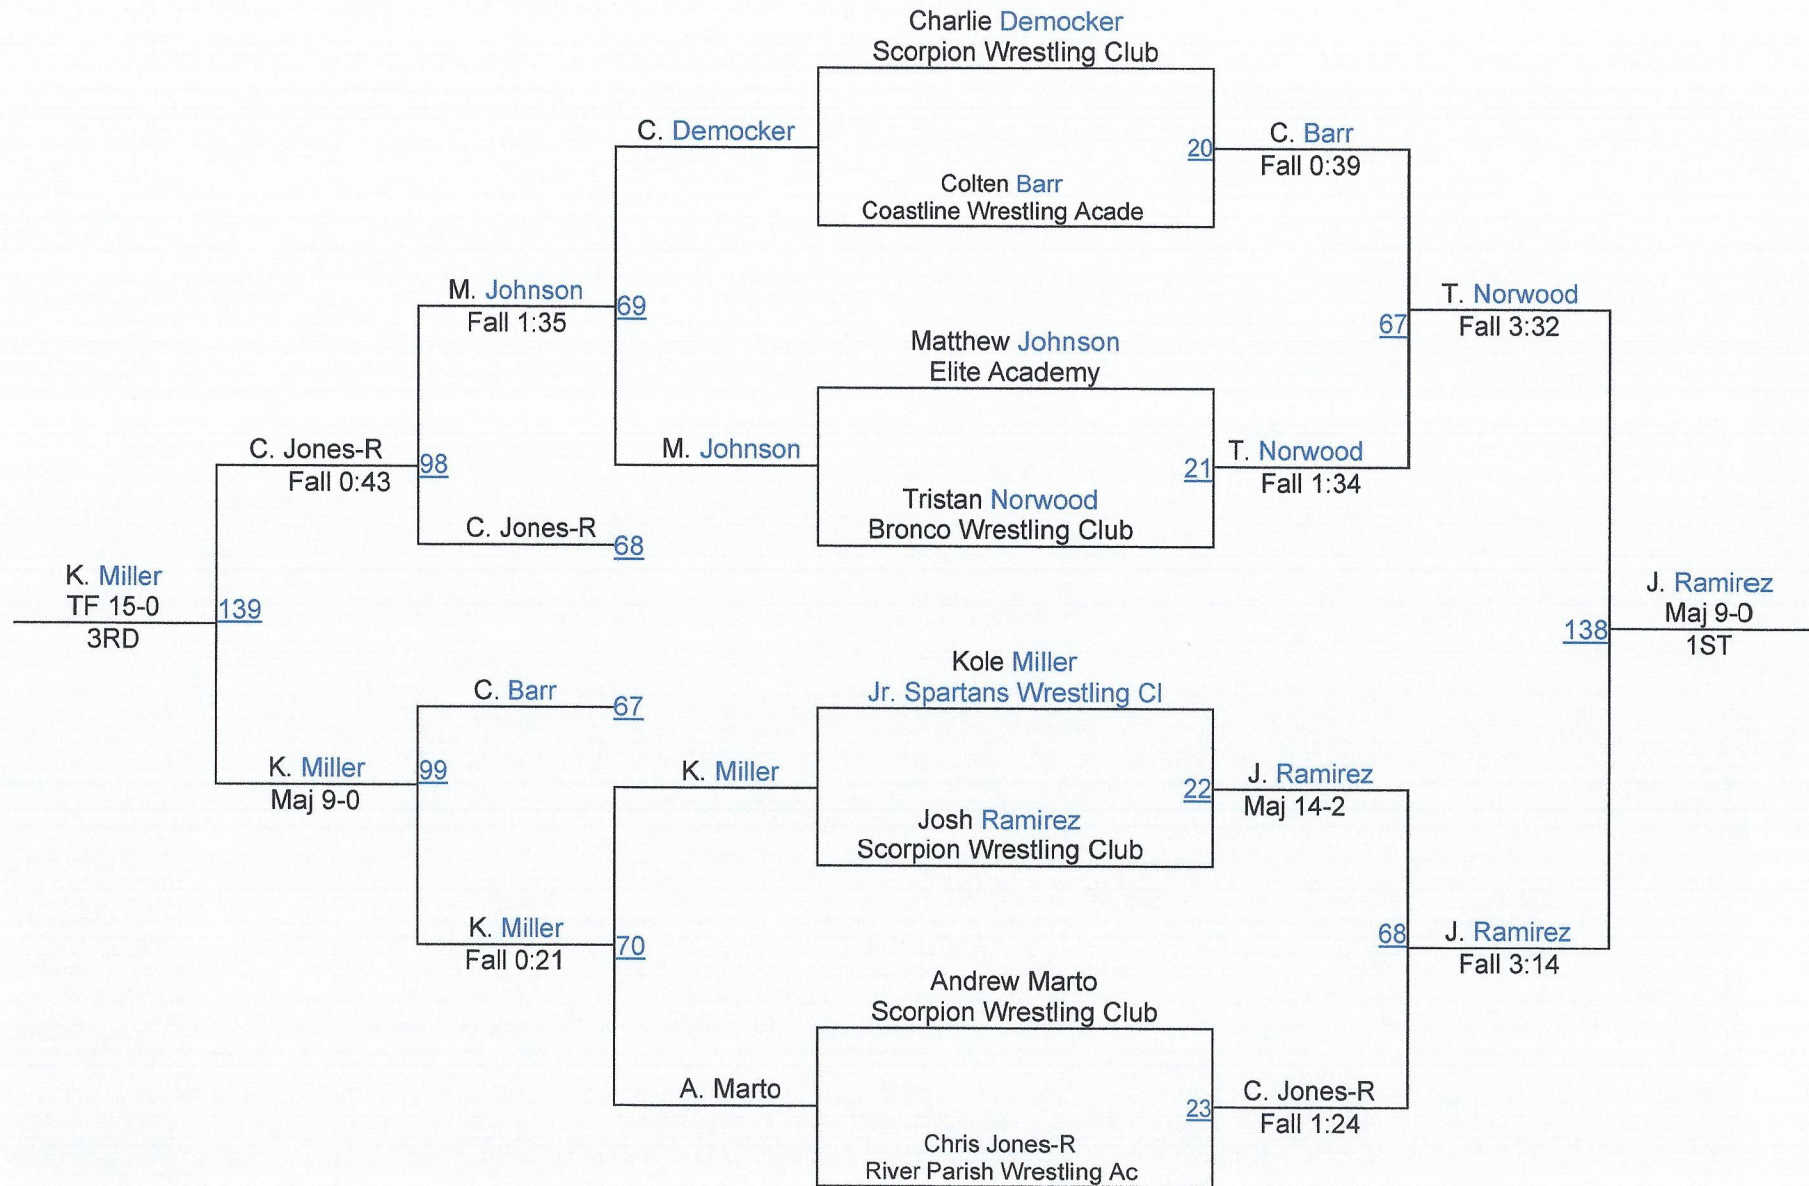 Charlie Democker
Scorpion Wrestling Club
C. Democker
20
C. Barr
Fall 0:39
Colten Barr
Coastline Wrestling Acade
M. Johnson
Fall 1:35
69
67
T. Norwood
Fall 3:32
Matthew Johnson
Elite Academy
C. Jones-R
Fall 0:43
98
M. Johnson
21
T. Norwood
Fall 1:34
Tristan Norwood
Bronco Wrestling Club
C. Jones-R
68
K. Miller
TF 15-0
3RD
139
138
J. Ramirez
Maj 9-0
1ST
Kole Miller
Jr. Spartans Wrestling Cl
C. Barr
67
K. Miller
Maj 9-0
99
K. Miller
22
J. Ramirez
Maj 14-2
Josh Ramirez
Scorpion Wrestling Club
K. Miller
Fall 0:21
70
68
J. Ramirez
Fall 3:14
Andrew Marto
Scorpion Wrestling Club
A. Marto
23
C. Jones-R
Fall 1:24
Chris Jones-R
River Parish Wrestling Ac